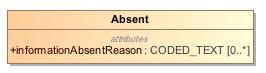 Absent
attributes
+informationAbsentReason : CODED_TEXT [0..*]